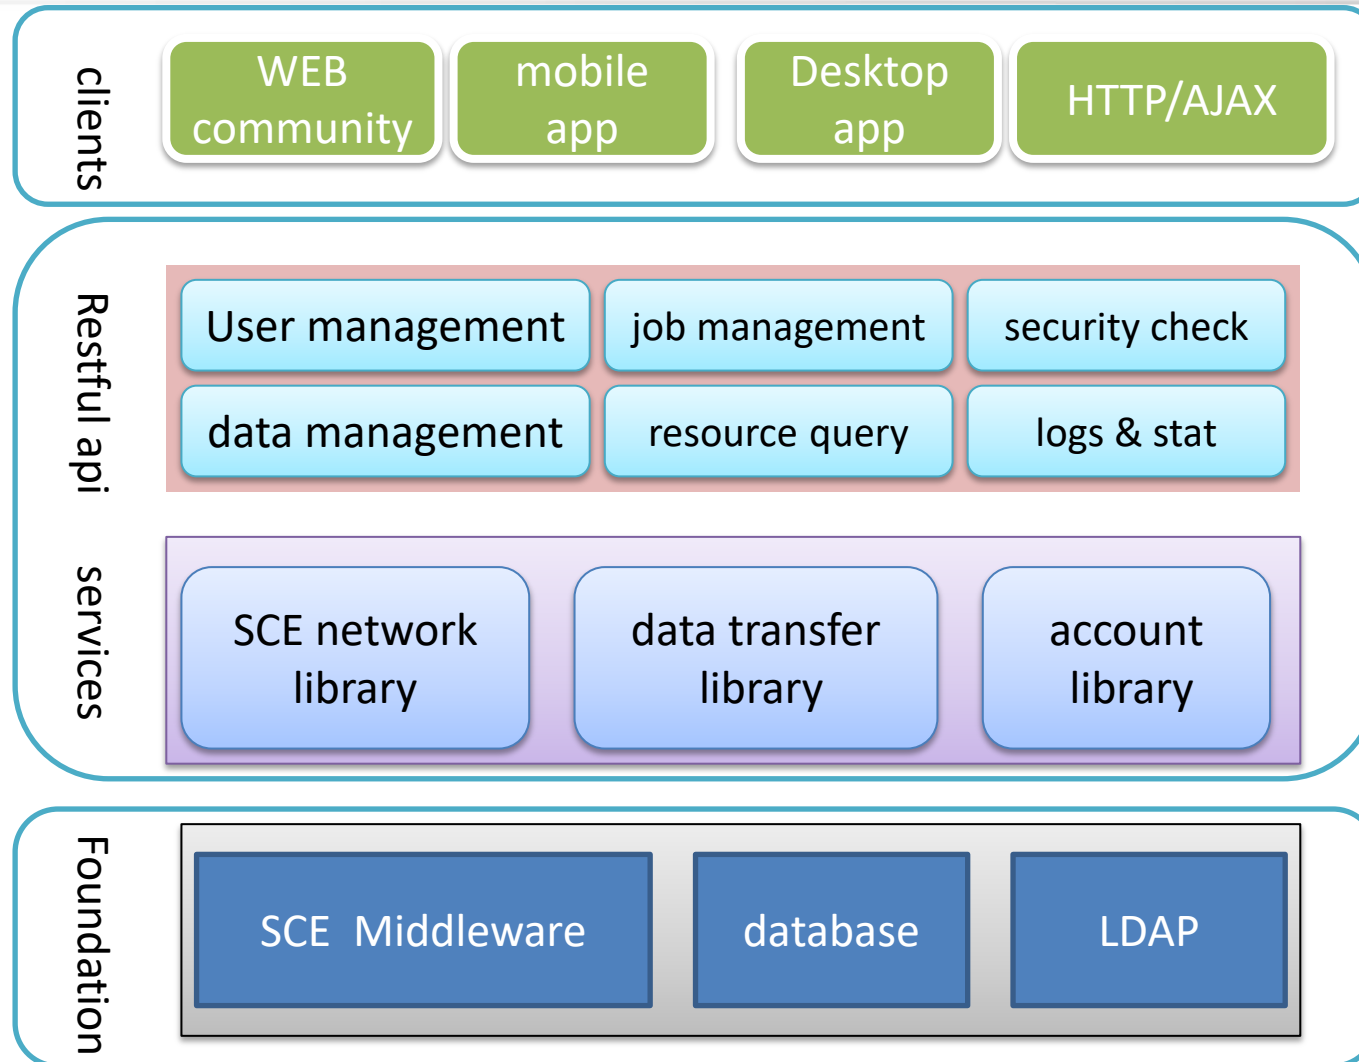 clients
WEB
community
mobile
app
Desktop
app
HTTP/AJAX
Restful api
User management
job management
security check
data management
resource query
logs & stat
services
SCE network
library
data transfer
library
account
library
Foundation
SCE  Middleware
database
LDAP